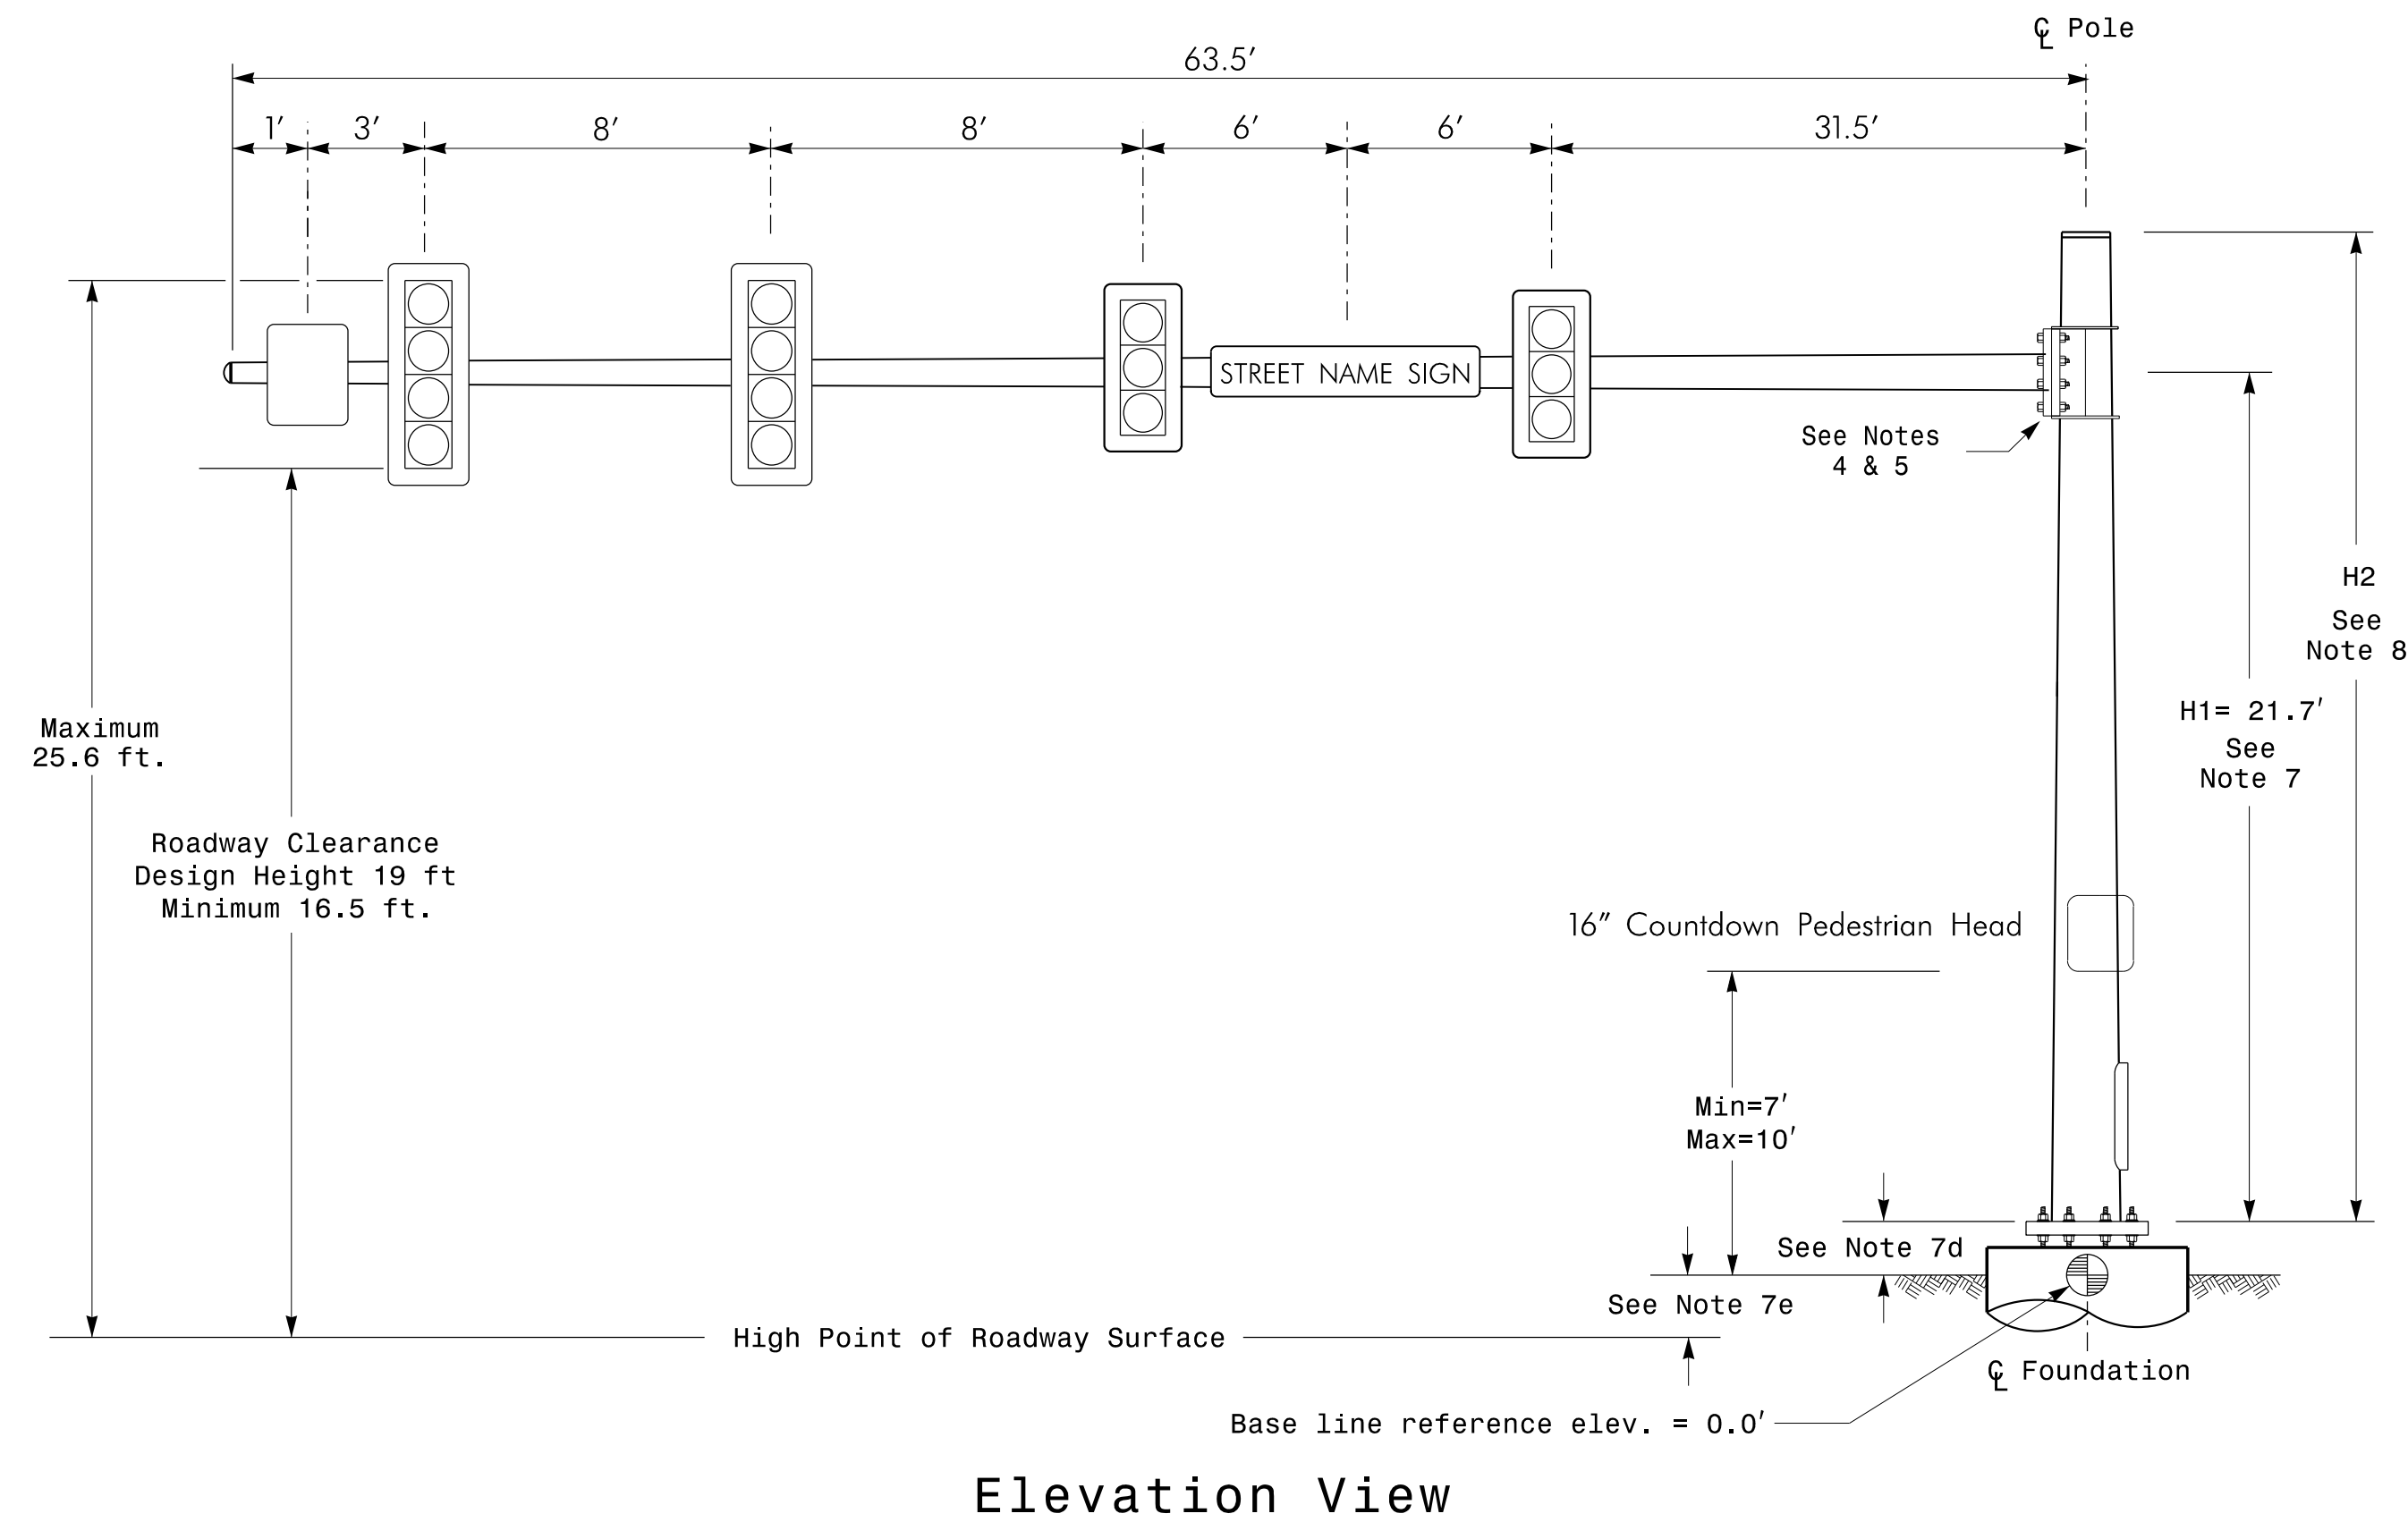 ℄ Pole
63.5′
1′ 3′ 8′ 8′ 6′ 6′ 31.5′
STREET NAME SIGN
See Notes
4 & 5
H2
See
Note 8
H1= 21.7′
See
Note 7
Maximum
25.6 ft.
Roadway Clearance
Design Height 19 ft
Minimum 16.5 ft.
16″ Countdown Pedestrian Head
Min=7′
Max=10′
See Note 7d
See Note 7e
High Point of Roadway Surface
℄ Foundation
Base line reference elev. = 0.0′
Elevation View